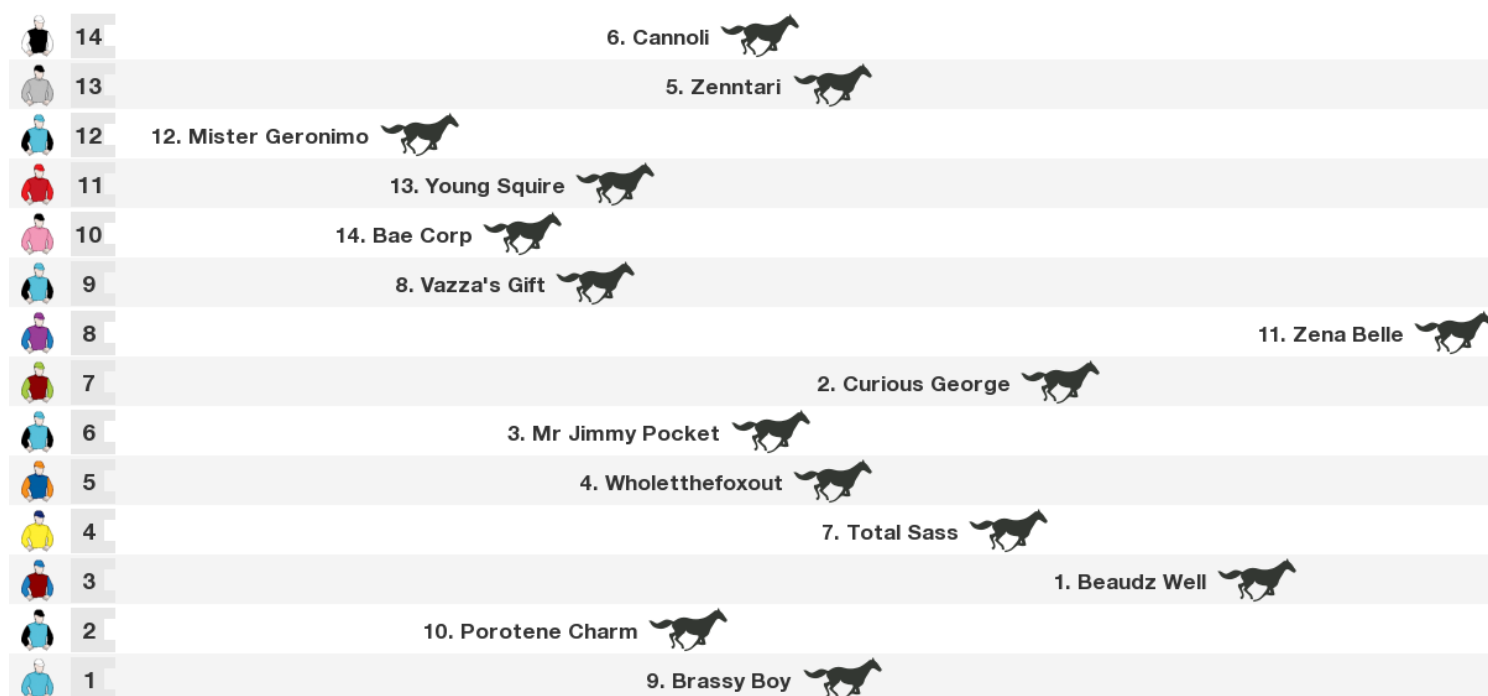 14 6. Cannoli
13 5. Zenntari
12 12. Mister Geronimo
11 13. Young Squire
10 14. Bae Corp
9 8. Vazza's Gift
8 11. Zena Belle
7 2. Curious George
6 3. Mr Jimmy Pocket
5 4. Wholetthefoxout
4 7. Total Sass
3 1. Beaudz Well
2 10. Porotene Charm
1 9. Brassy Boy